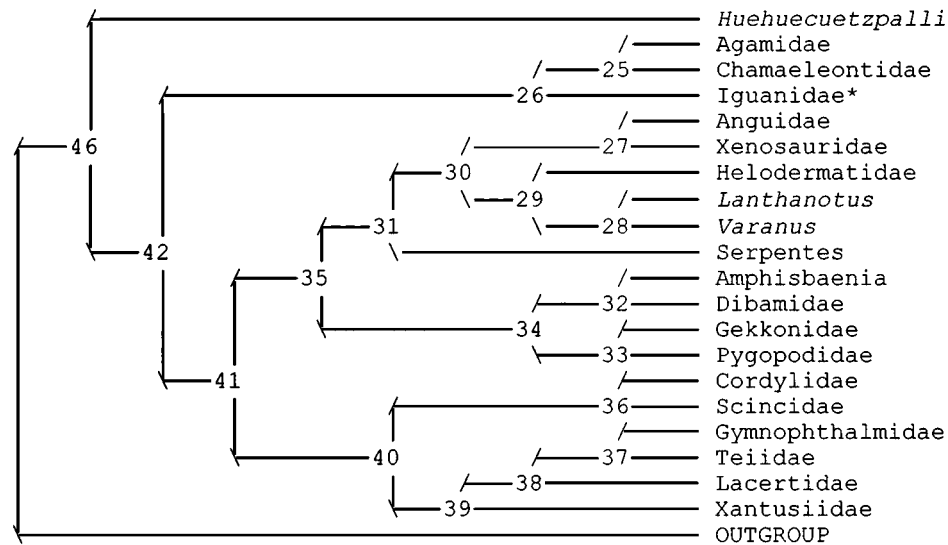 Huehuecuetzpalli
Agamidae
25 Chamaeleontidae
26 Iguanidae*
Anguidae
46 27 Xenosauridae
30 Helodermatidae
29 Lanthanotus
31 28 Varanus
42 Serpentes
35 Amphisbaenia
32 Dibamidae
34 Gekkonidae
33 Pygopodidae
41 Cordylidae
36 Scincidae
Gymnophthalmidae
40 37 Teiidae
38 Lacertidae
39 Xantusiidae
OUTGROUP